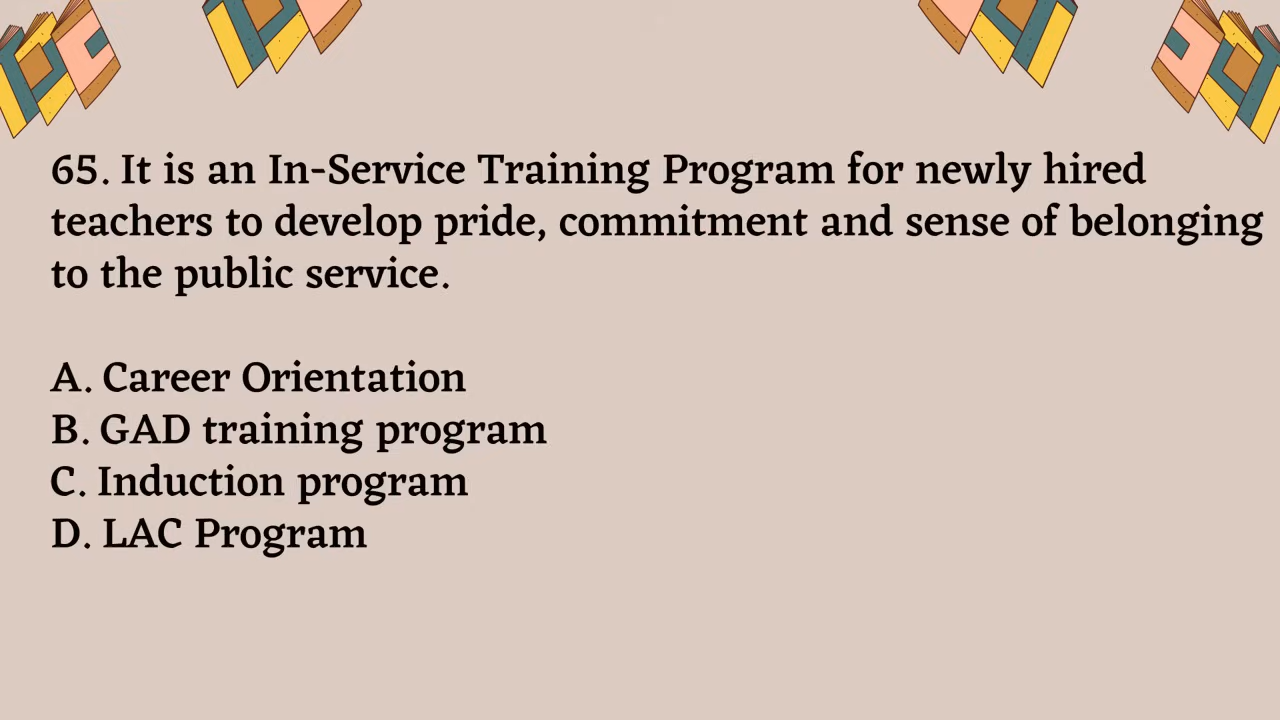 65. It is an In-Service Training Program for newly hired
teachers to develop pride, commitment and sense of belonging
to the public service.
A. Career Orientation
B. GAD training program
C. Induction program
D. LAC Program